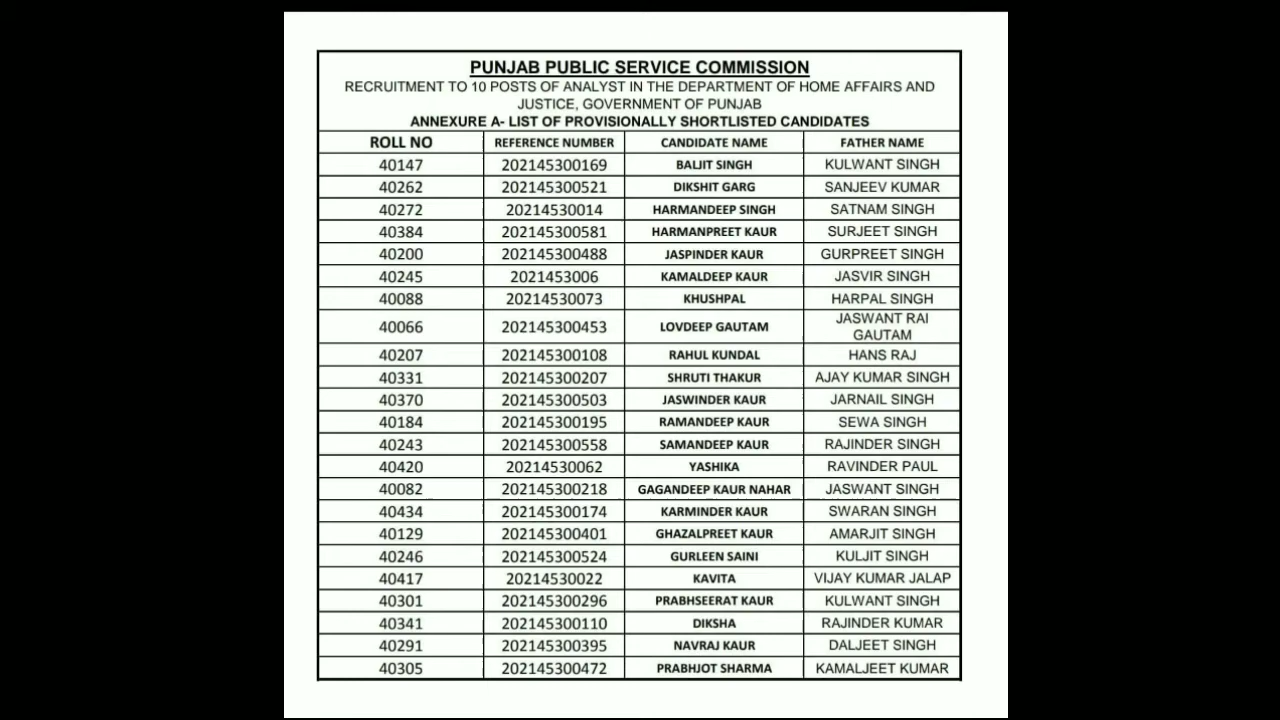 PUNJAB PUBLIC SERVICE COMMISSION
RECRUITMENT TO 10 POSTS OF ANALYST IN THE DEPARTMENT OF HOME AFFAIRS AND
JUSTICE, GOVERNMENT OF PUNJAB
ANNEXURE A- LIST OF PROVISIONALLY SHORTLISTED CANDIDATES
ROLL NO REFERENCE NUMBER CANDIDATE NAME FATHER NAME
40147 202145300169 BALJIT SINGH KULWANT SINGH
40262 202145300521 DIKSHIT GARG SANJEEV KUMAR
40272 20214530014 HARMANDEEP SINGH SATNAM SINGH
40384 202145300581 HARMANPREET KAUR SURJEET SINGH
40200 202145300488 JASPINDER KAUR GURPREET SINGH
40245 2021453006 KAMALDEEP KAUR JASVIR SINGH
40088 20214530073 KHUSHPAL HARPAL SINGH
40066 202145300453 LOVDEEP GAUTAM JASWANT RAI
GAUTAM
40207 202145300108 RAHUL KUNDAL HANS RAJ
40331 202145300207 SHRUTI THAKUR AJAY KUMAR SINGH
40370 202145300503 JASWINDER KAUR JARNAIL SINGH
40184 202145300195 RAMANDEEP KAUR SEWA SINGH
40243 202145300558 SAMANDEEP KAUR RAJINDER SINGH
40420 20214530062 YASHIKA RAVINDER PAUL
40082 202145300218 GAGANDEEP KAUR NAHAR JASWANT SINGH
40434 202145300174 KARMINDER KAUR SWARAN SINGH
40129 202145300401 GHAZALPREET KAUR AMARJIT SINGH
40246 202145300524 GURLEEN SAINI KULJIT SINGH
40417 20214530022 KAVITA VIJAY KUMAR JALAP
40301 202145300296 PRABHSEERAT KAUR KULWANT SINGH
40341 202145300110 DIKSHA RAJINDER KUMAR
40291 202145300395 NAVRAJ KAUR DALJEET SINGH
40305 202145300472 PRABHJOT SHARMA KAMALJEET KUMAR